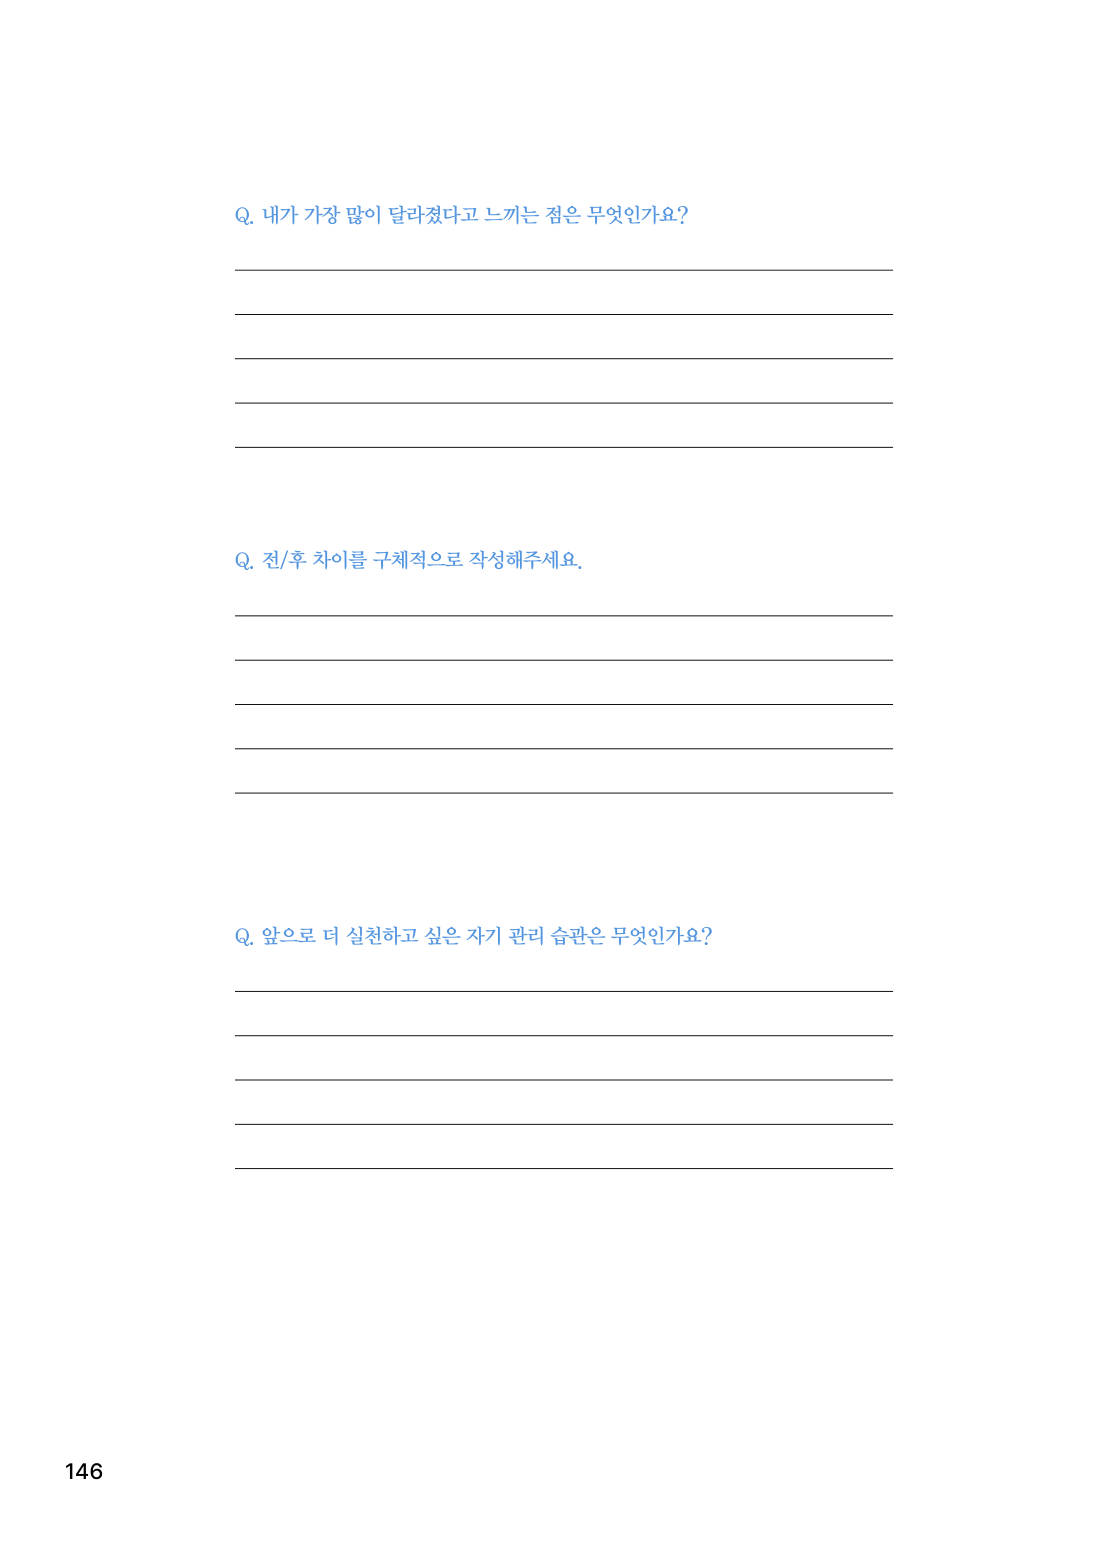 Q. 내가 가장 많이 달라졌다고 느끼는 점은 무엇인가요?
Q. 전/후 차이를 구체적으로 작성해주세요.
Q. 앞으로 더 실천하고 싶은 자기 관리 습관은 무엇인가요?
146